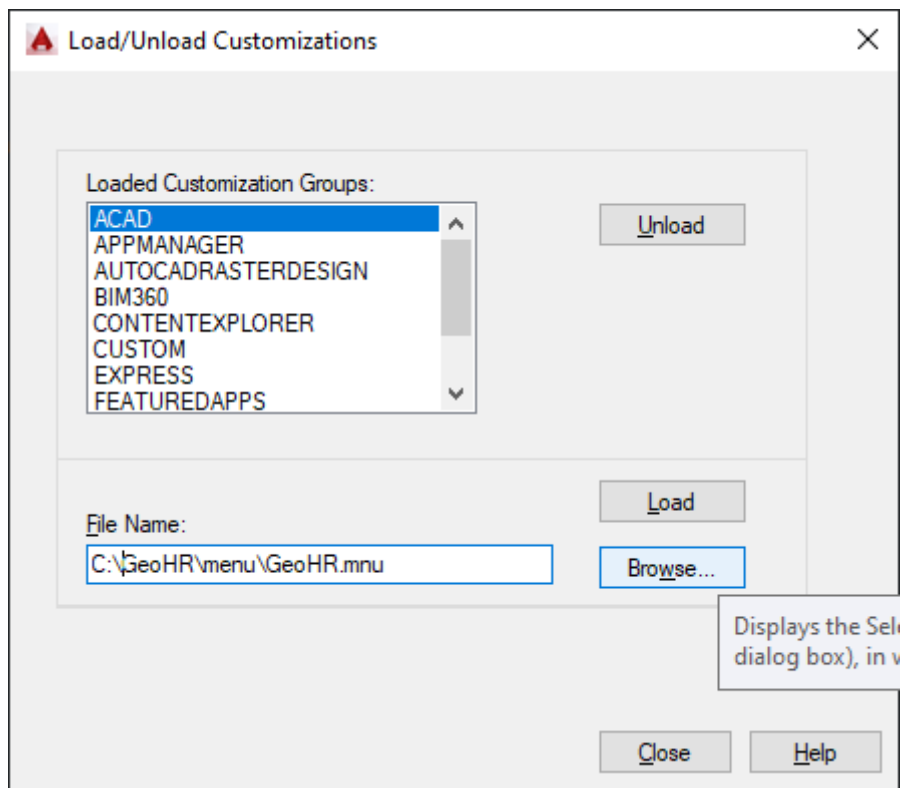 Load/Unload Customizations
Loaded Customization Groups:
ACAD
APPMANAGER
AUTOCADRASTERDESIGN
BIM360
CONTENTEXPLORER
CUSTOM
EXPRESS
FEATUREDAPPS
Unload
Load
File Name:
C:\GeoHR\menu\GeoHR.mnu
Browse...
Displays the Sel
dialog box), in
Close
Help